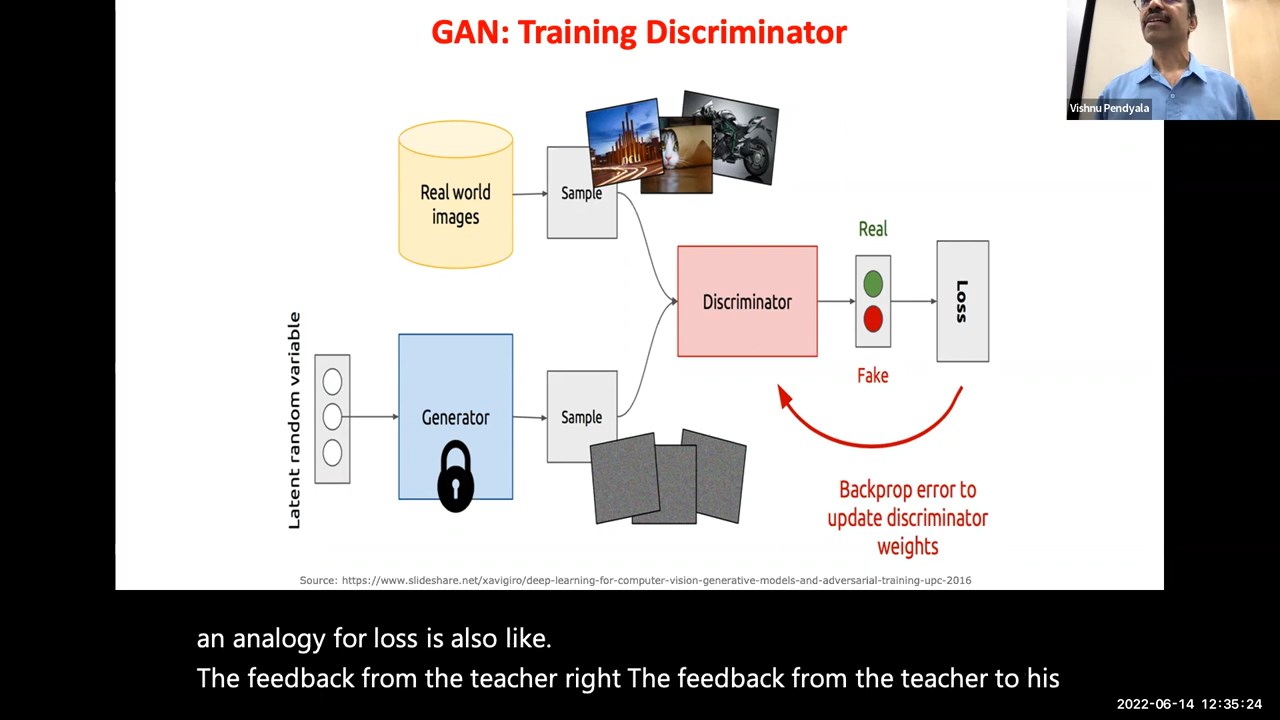 GAN: Training Discriminator
Vishnu Pendyala
Real world
images
Sample
Real
Discriminator
Loss
Fake
Latent random variable
Generator
Sample
Backprop error to
update discriminator
weights
Source: https://www.slideshare.net/xavigiro/deep-learning-for-computer-vision-generative-models-and-adversarial-training-upc-2016
an analogy for loss is also like.
The feedback from the teacher right The feedback from the teacher to his
2022-06-14 12:35:24